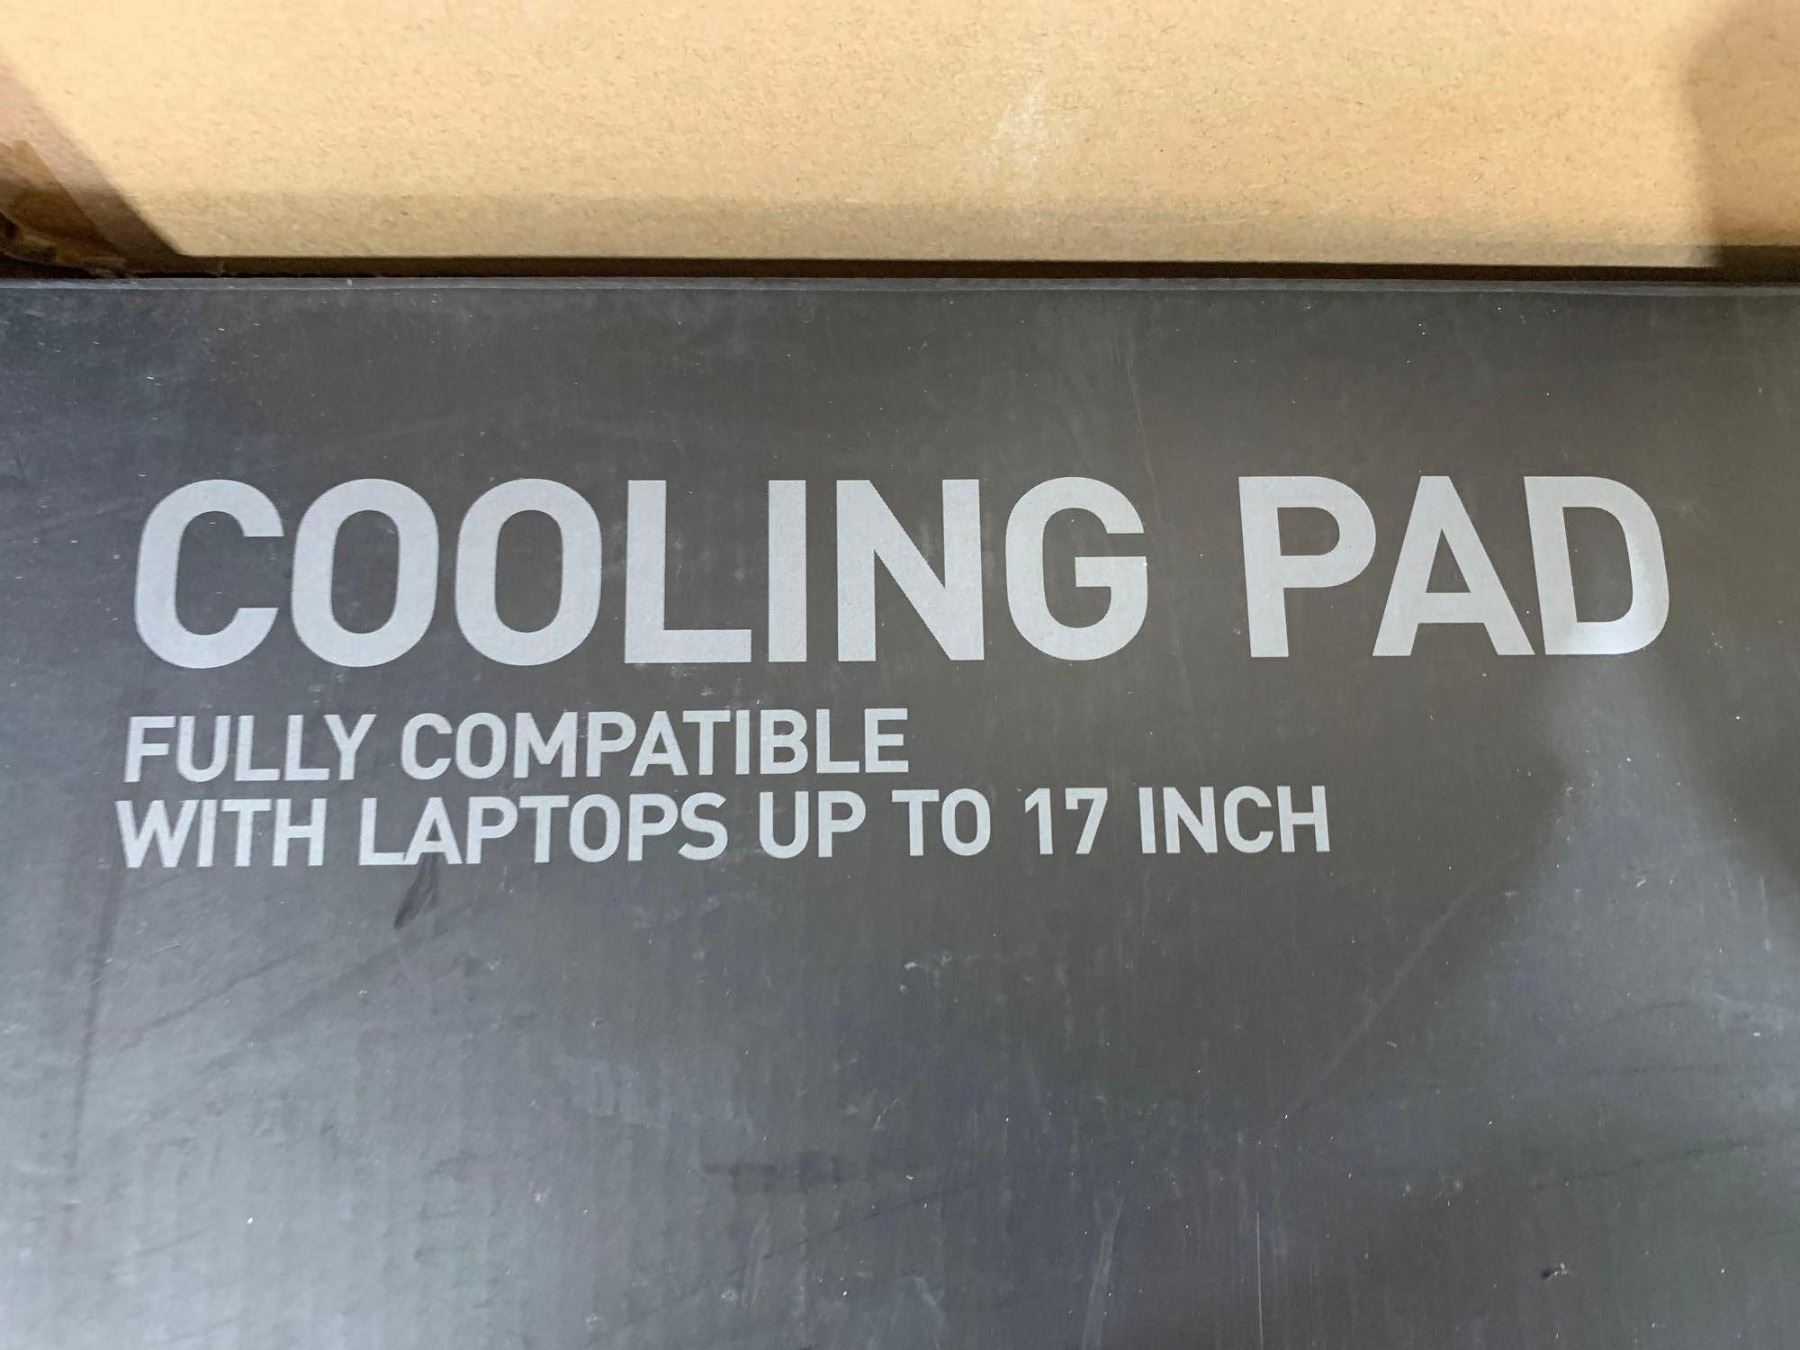 COOLING PAD
FULLY COMPATIBLE
WITH LAPTOPS UP TO 17 INCH